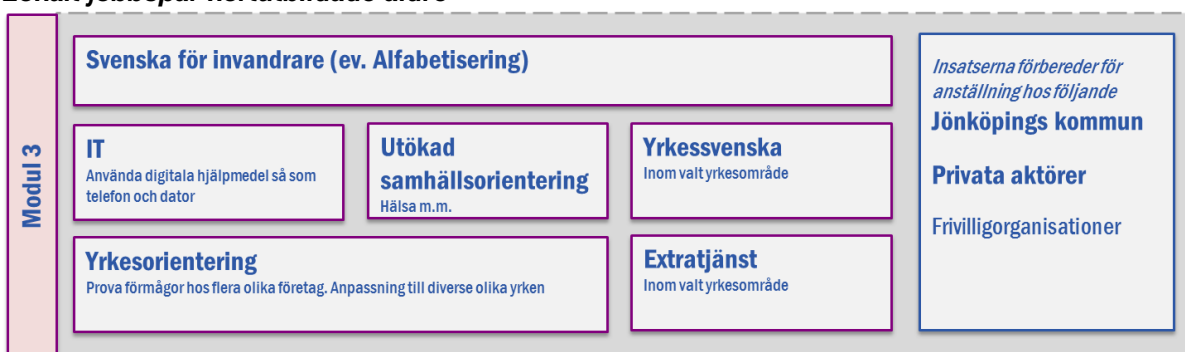 Modul 3
Svenska för invandrare (ev. Alfabetisering)
IT
Använda digitala hjälpmedel så som
telefon och dator
Utökad
samhällsorientering
Hälsa m.m.
Yrkessvenska
Inom valt yrkesområde
Yrkesorientering
Prova förmågor hos flera olika företag. Anpassning till diverse olika yrken
Extratjänst
Inom valt yrkesområde
Insatserna förbereder för
anställning hos följande
Jönköpings kommun
Privata aktörer
Frivilligorganisationer